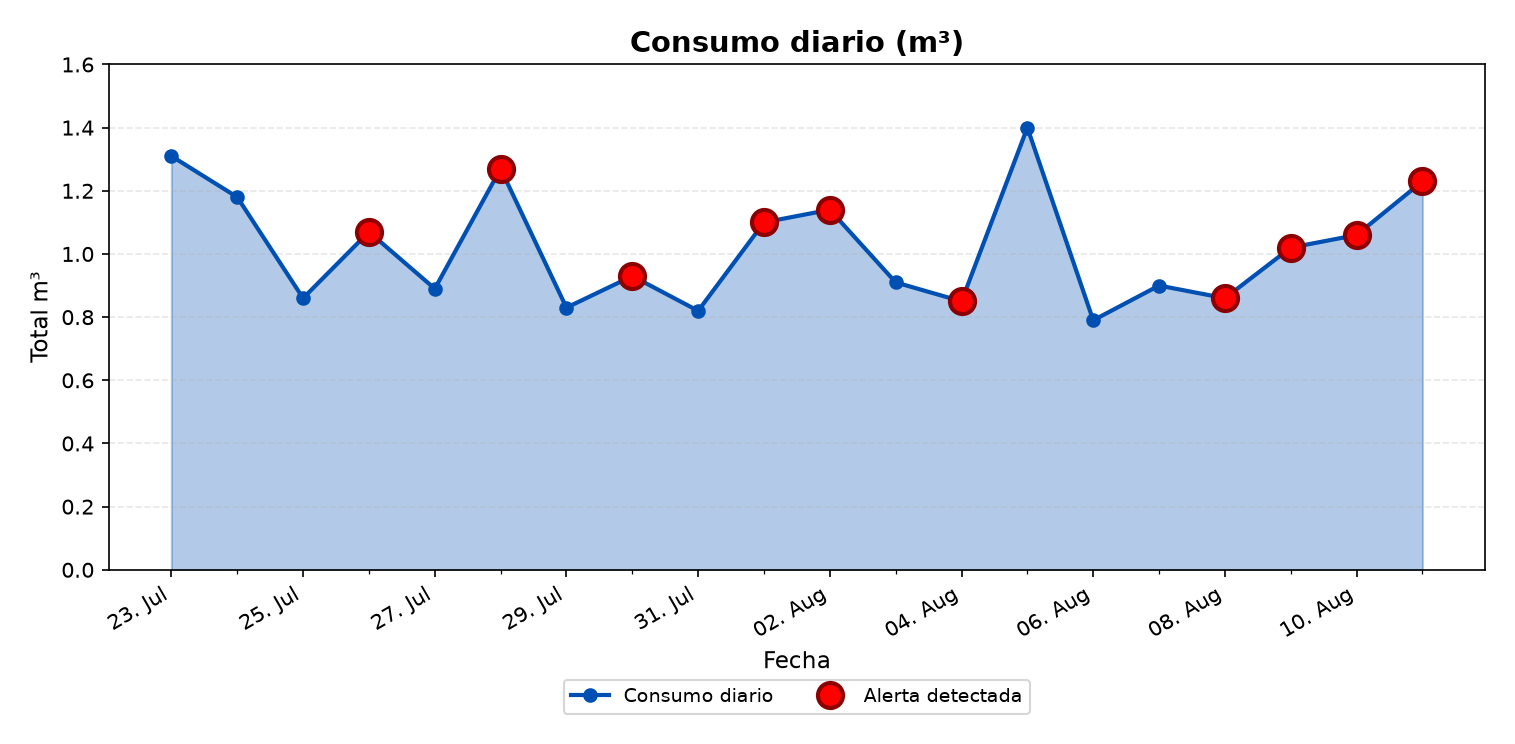 Consumo diario (m³)
1.6
1.4
1.2
1.0
0.8
0.6
0.4
0.2
0.0
Total m³
23. Jul
25. Jul
27. Jul
29. Jul
31. Jul
02. Aug
04. Aug
06. Aug
08. Aug
10. Aug
Fecha
Consumo diario
Alerta detectada